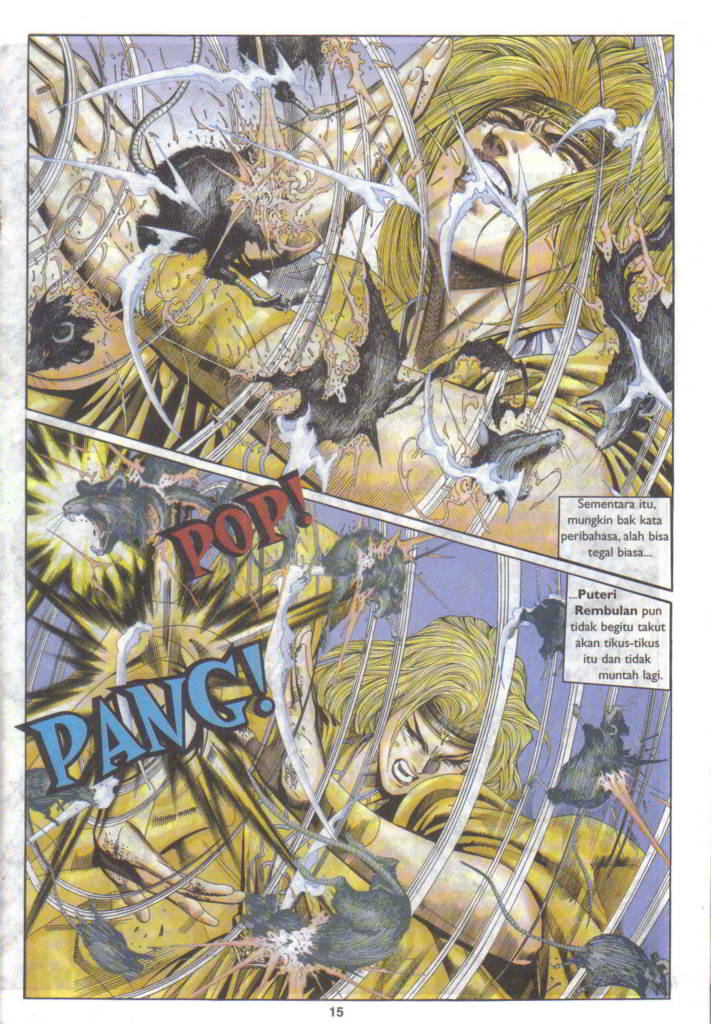 Sementara itu,
mungkin bak kata
peribahasa, alah bisa
tegal biasa...
POP!
...Puteri
Rembulan pun
tidak begitu takut
akan tikus-tikus
itu dan tidak
muntah lagi.
PANG!
15